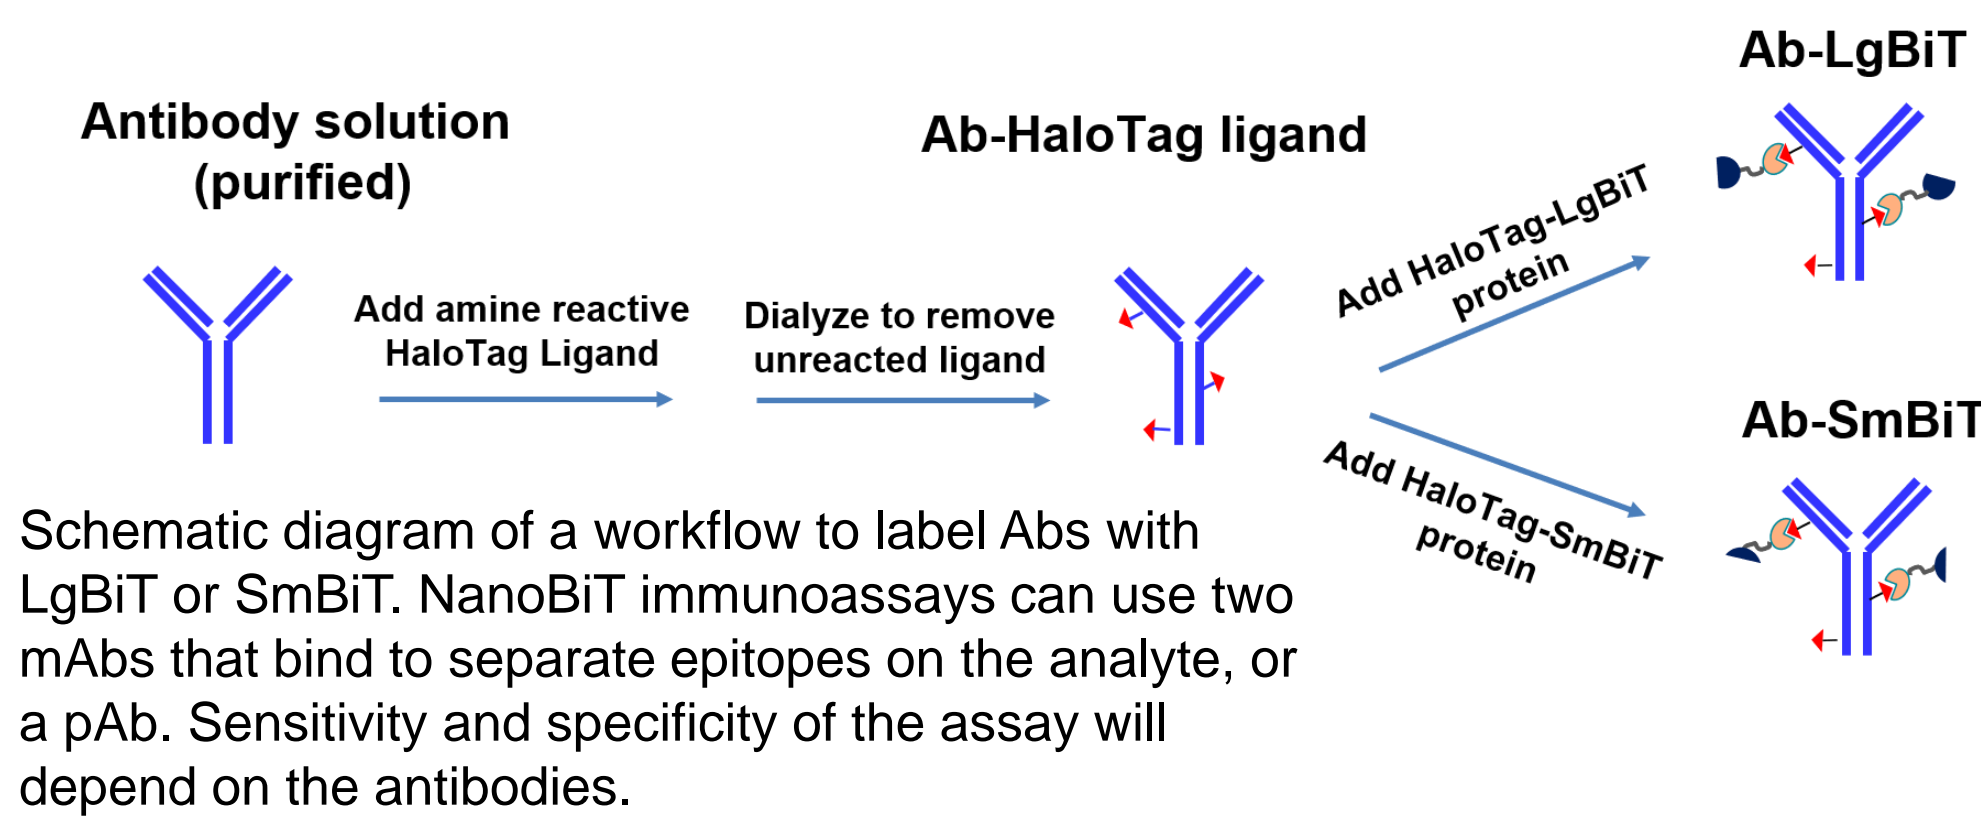 Antibody solution
(purified)
Add amine reactive
HaloTag Ligand
Dialyze to remove
unreacted ligand
Ab-HaloTag ligand
Add HaloTag-LgBiT
protein
Ab-LgBiT
Add HaloTag-SmBiT
protein
Ab-SmBiT
Schematic diagram of a workflow to label Abs with
LgBiT or SmBiT. NanoBiT immunoassays can use two
mAbs that bind to separate epitopes on the analyte, or
a pAb. Sensitivity and specificity of the assay will
depend on the antibodies.